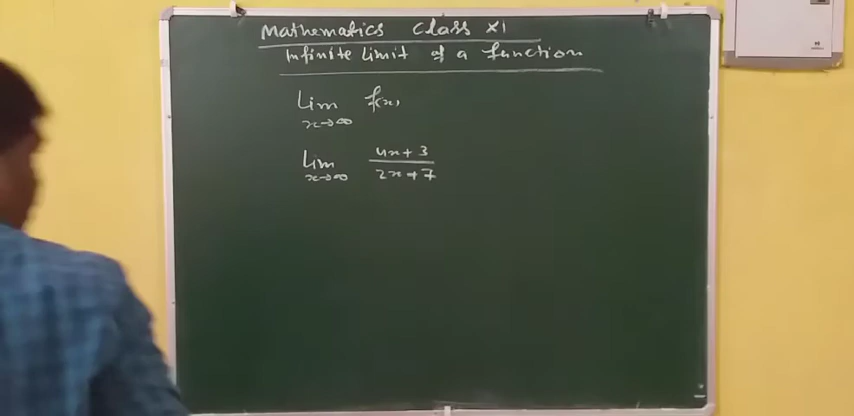 Mathematics Class XI
Infinite Limit of a function
Lim x→∞ f(x)
Lim x→∞ (4x + 3)/(2x + 7)